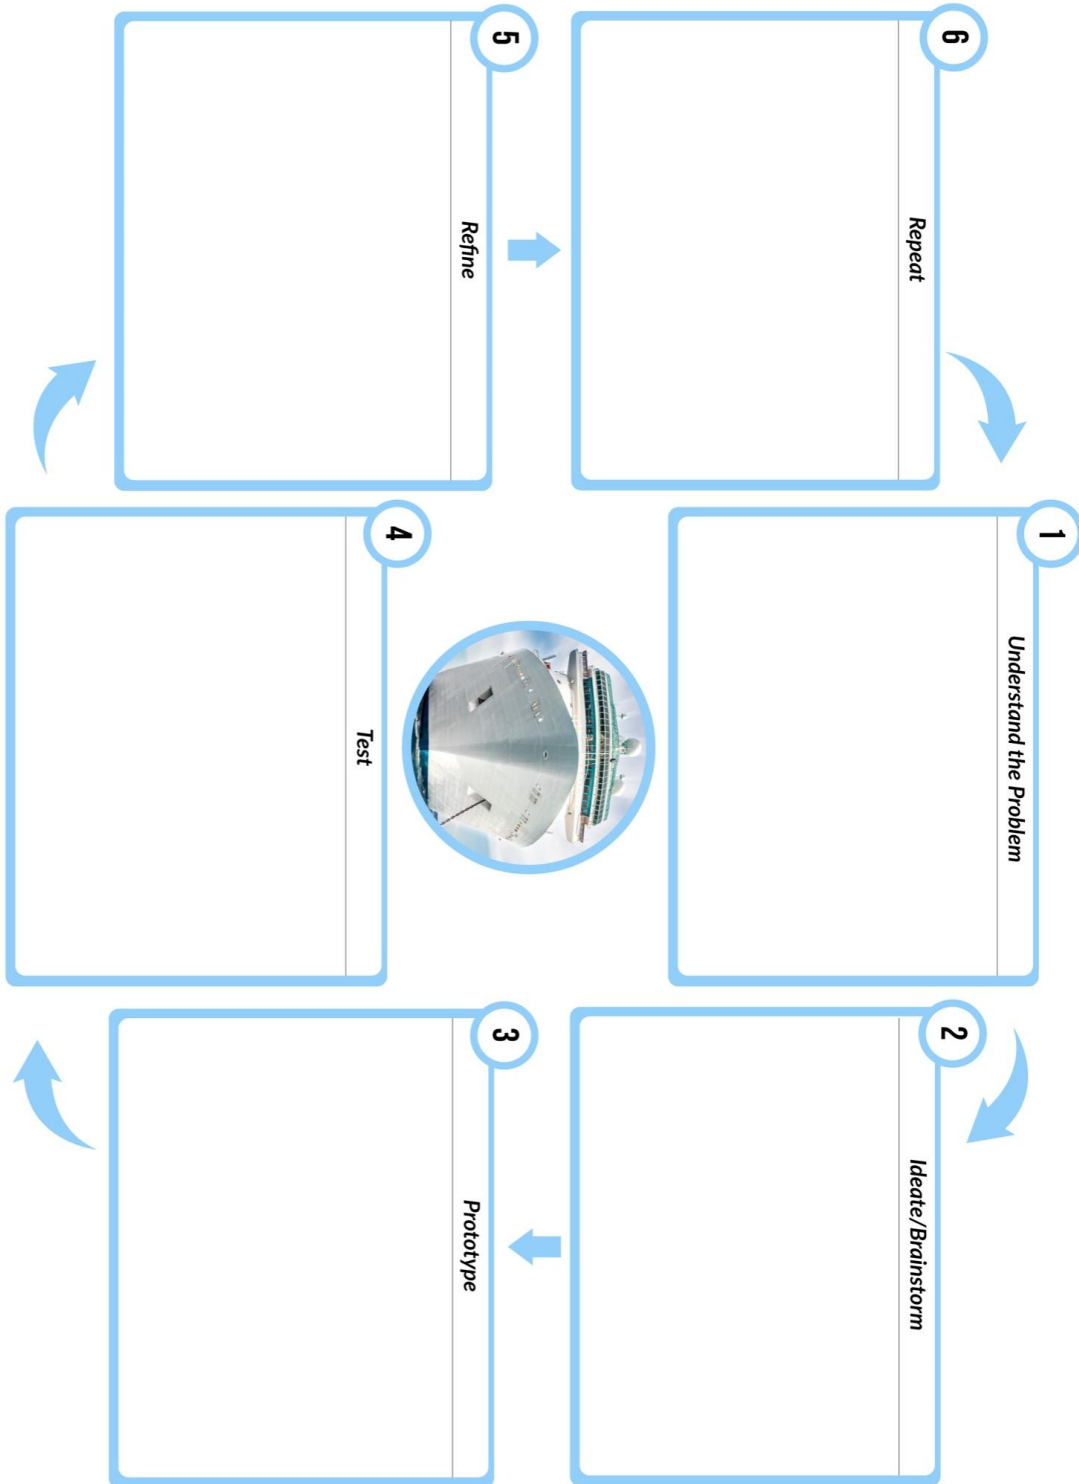 1
Understand the Problem
2
Ideate/Brainstorm
3
Prototype
4
Test
5
Refine
6
Repeat